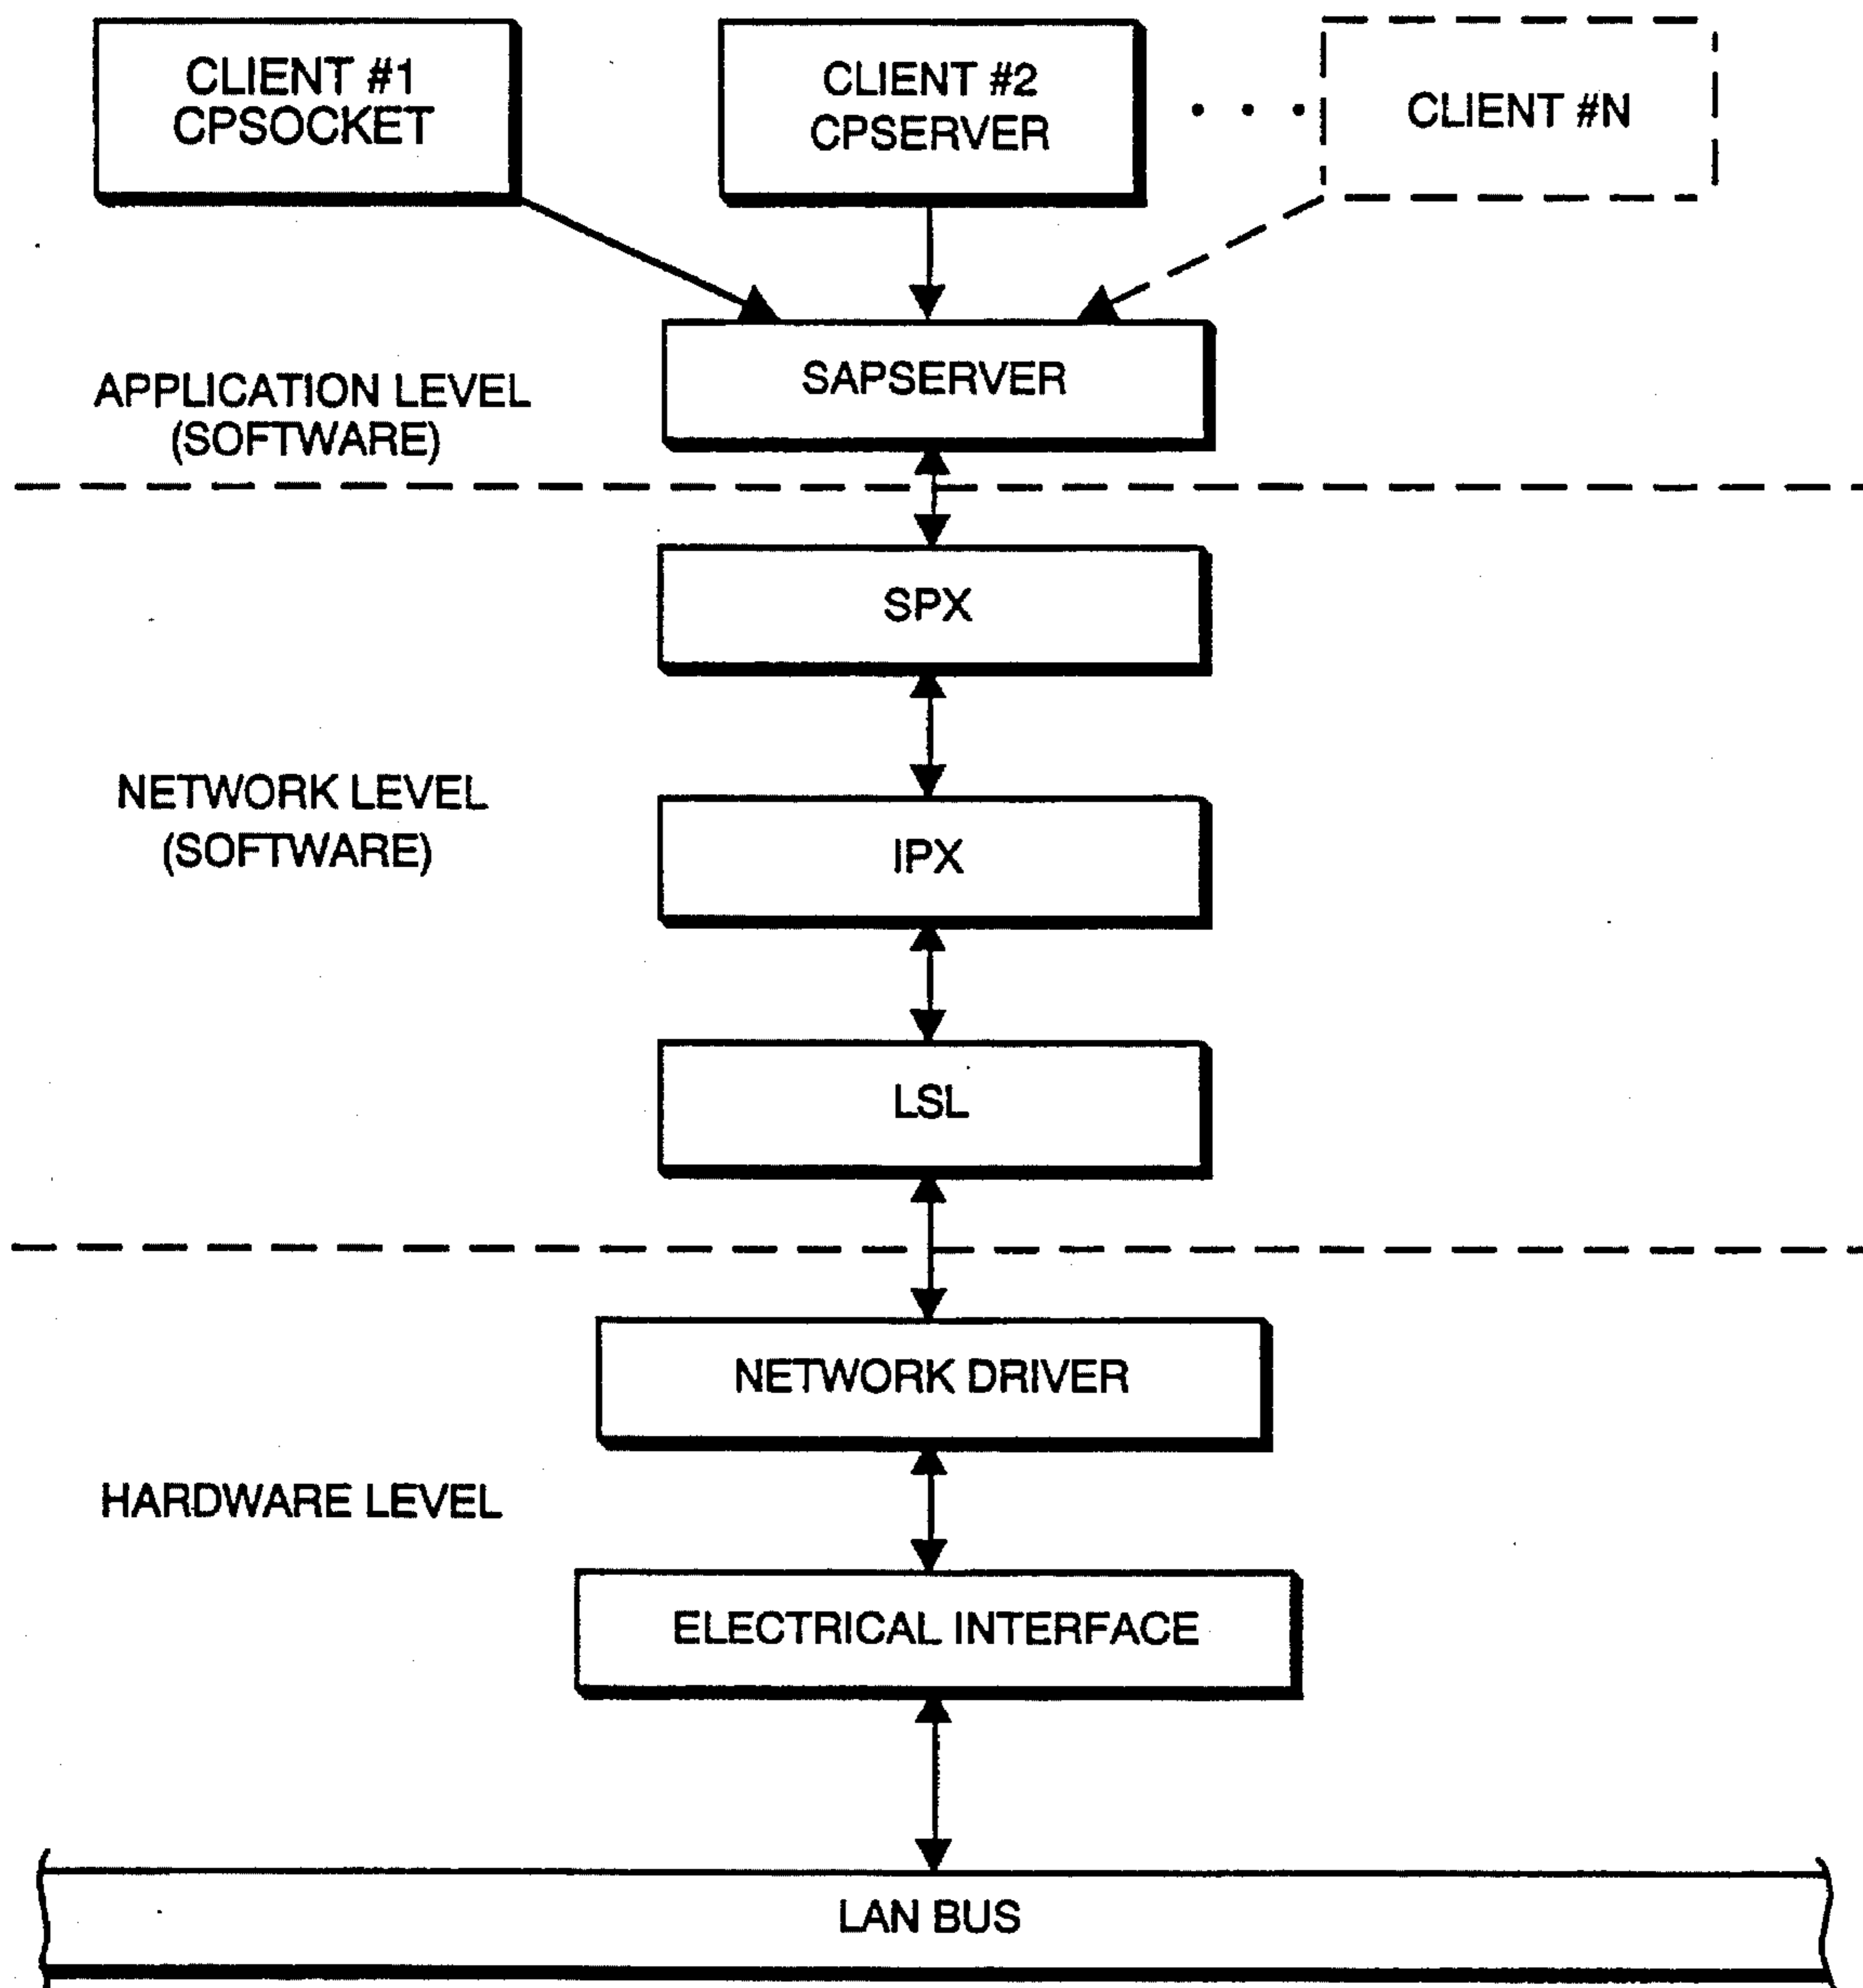 CLIENT #1
CPSOCKET
CLIENT #2
CPSERVER
CLIENT #N
SAPSERVER
APPLICATION LEVEL
(SOFTWARE)
SPX
NETWORK LEVEL
(SOFTWARE)
IPX
LSL
NETWORK DRIVER
HARDWARE LEVEL
ELECTRICAL INTERFACE
LAN BUS